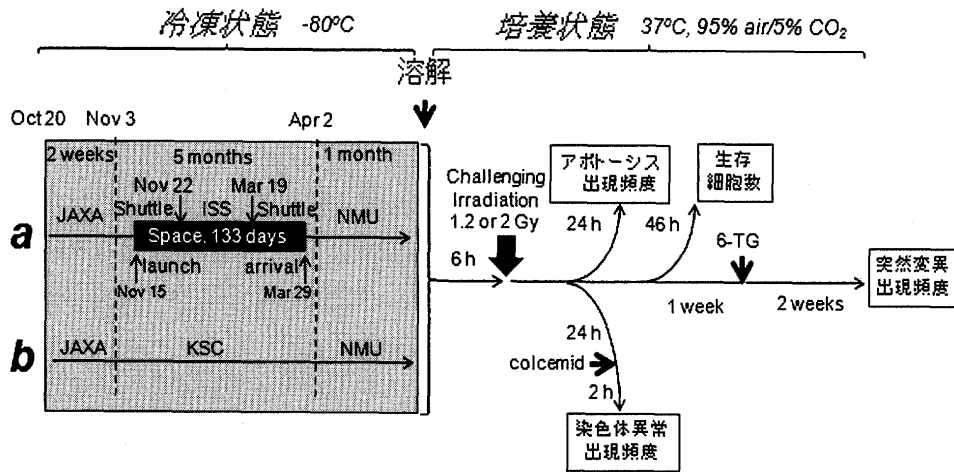 冷凍状態 -80ºC
培養状態 37ºC, 95% air/5% CO₂
溶解
Oct 20 Nov 3 Apr 2
2 weeks 5 months 1 month
Nov 22 Mar 19
JAXA Shuttle ISS Shuttle NMU
a Space. 133 days
launch arrival
Nov 15 Mar 29
JAXA KSC NMU
b
6 h
Challenging
Irradiation
1.2 or 2 Gy
24 h
アポトーシス
出現頻度
46 h
生存
細胞数
6-TG
1 week 2 weeks
突然変異
出現頻度
24 h
colcemid
2 h
染色体異常
出現頻度